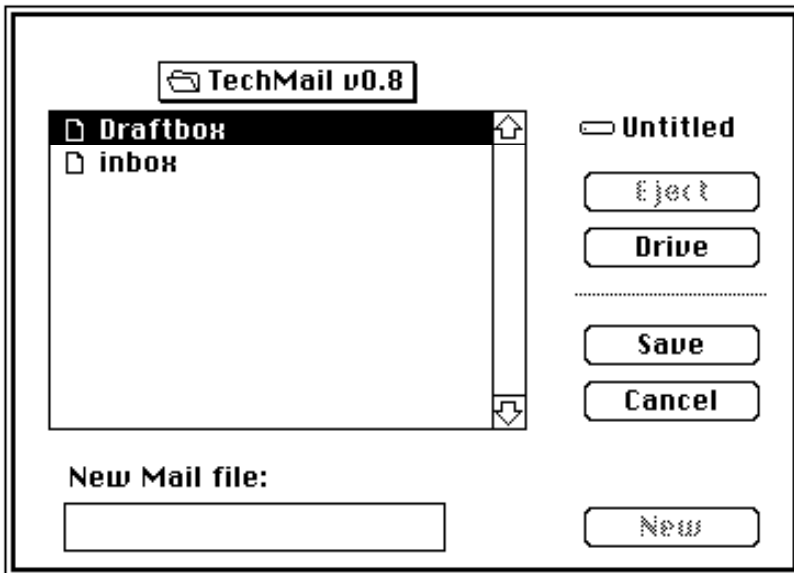 TechMail v0.8
Draftbox
inbox
Untitled
Eject
Drive
Save
Cancel
New Mail file:
New